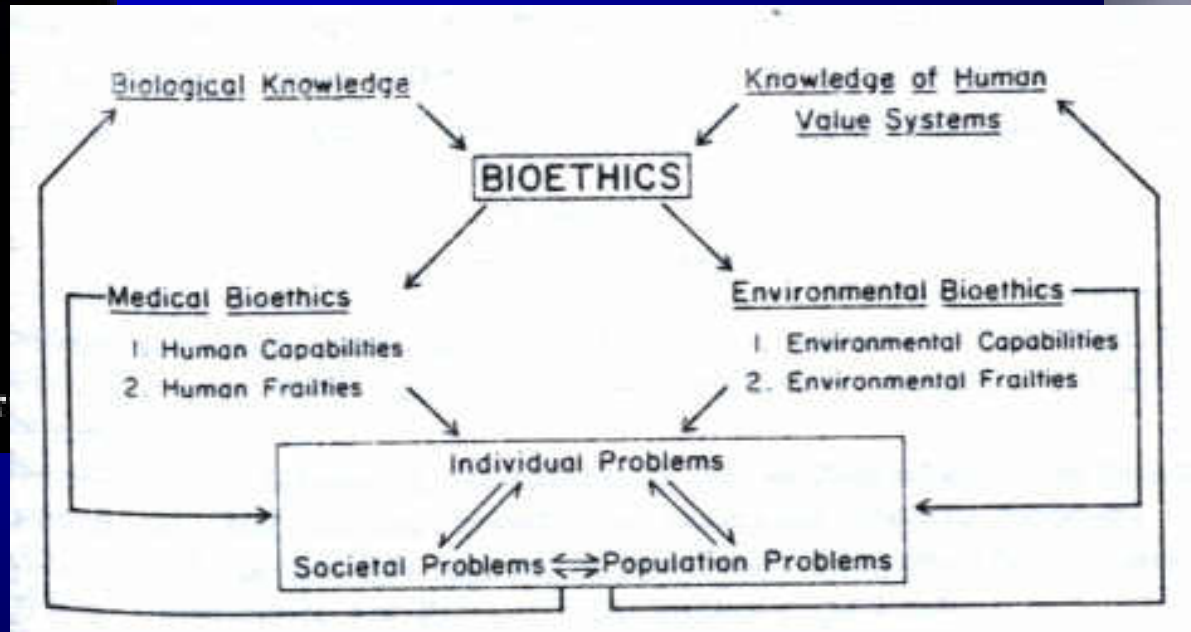 Biological Knowledge
Knowledge of Human
Value Systems
BIOETHICS
Medical Bioethics
1. Human Capabilities
2. Human Frailties
Environmental Bioethics
1. Environmental Capabilities
2. Environmental Frailties
Individual Problems
Societal Problems
Population Problems